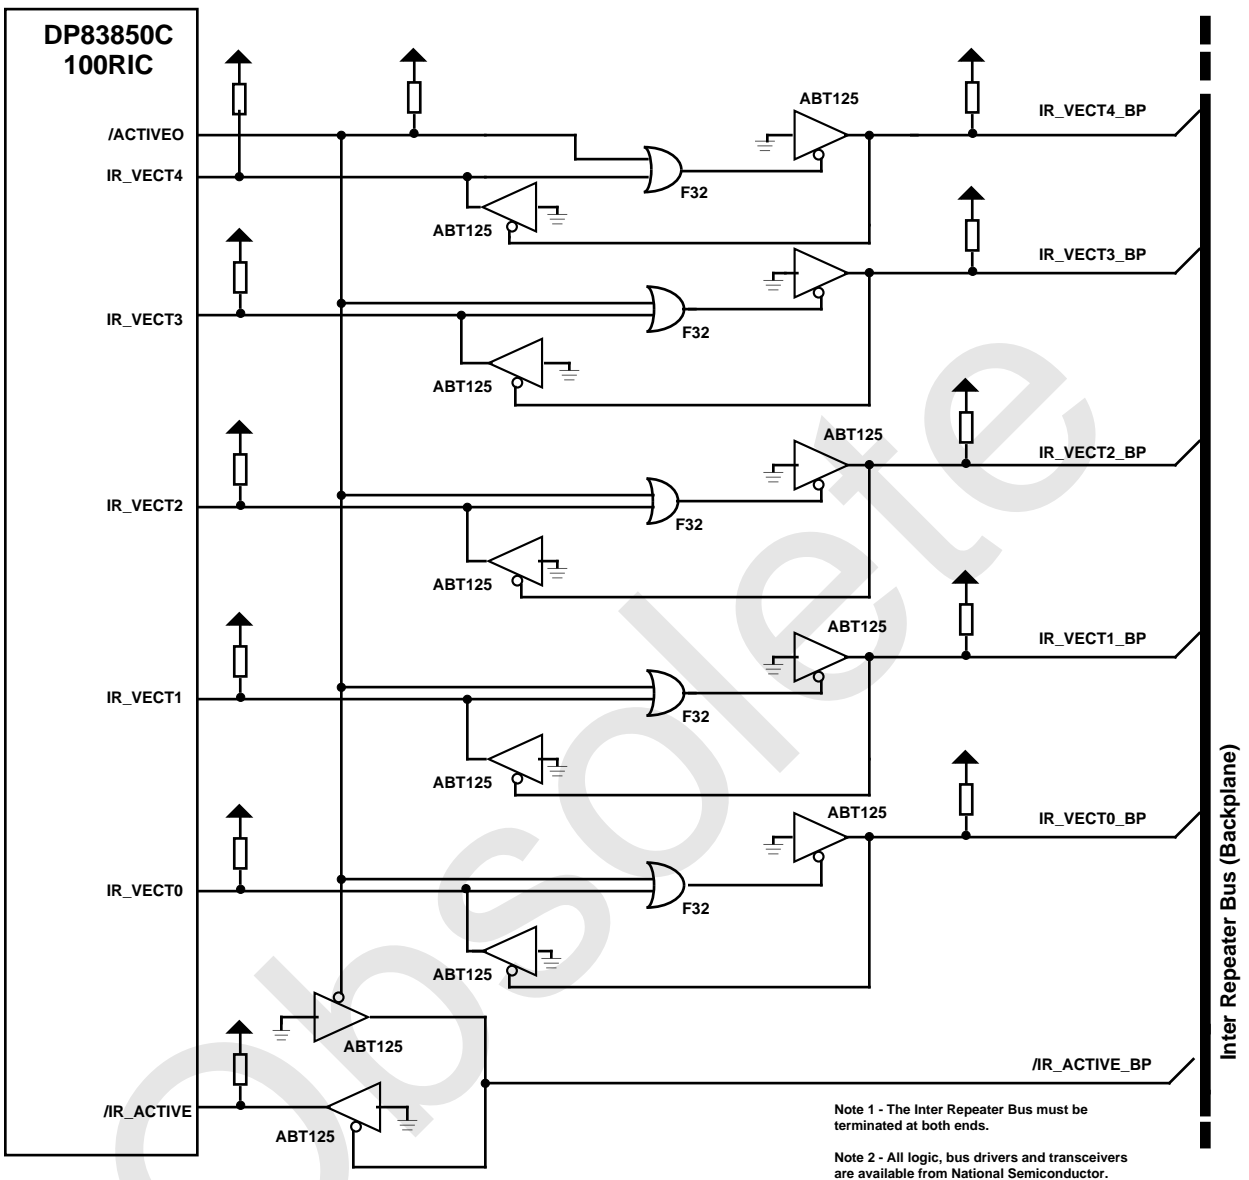 DP83850C
100RIC
ABT125
IR_VECT4_BP
/ACTIVEO
IR_VECT4
F32
ABT125
IR_VECT3_BP
IR_VECT3
F32
ABT125
ABT125
IR_VECT2_BP
IR_VECT2
F32
ABT125
ABT125
IR_VECT1_BP
IR_VECT1
F32
ABT125
ABT125
IR_VECT0_BP
IR_VECT0
F32
ABT125
ABT125
/IR_ACTIVE_BP
/IR_ACTIVE
ABT125
Inter Repeater Bus (Backplane)
Note 1 - The Inter Repeater Bus must be
terminated at both ends.
Note 2 - All logic, bus drivers and transceivers
are available from National Semiconductor.
Obsolete